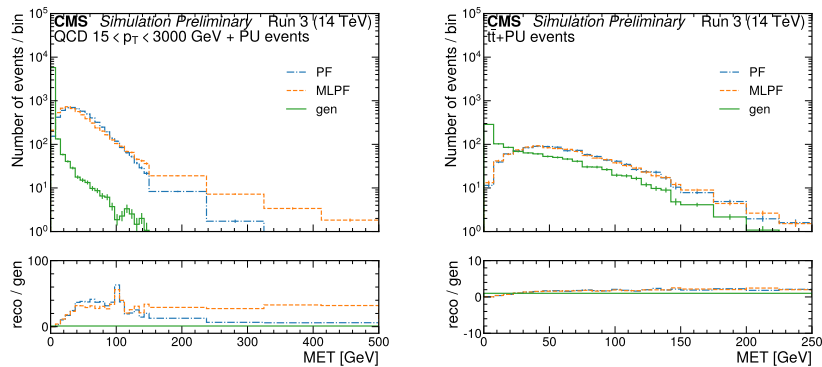 CMS Simulation Preliminary Run 3 (14 TeV)
QCD 15 < pT < 3000 GeV + PU events
Number of events / bin
10^5
10^4
10^3
10^2
10^1
10^0
PF
MLPF
gen
reco / gen
100
0
0 100 200 300 400 500
MET [GeV]
CMS Simulation Preliminary Run 3 (14 TeV)
tt̄+PU events
Number of events / bin
10^5
10^4
10^3
10^2
10^1
10^0
PF
MLPF
gen
reco / gen
10
0
-10
0 50 100 150 200 250
MET [GeV]